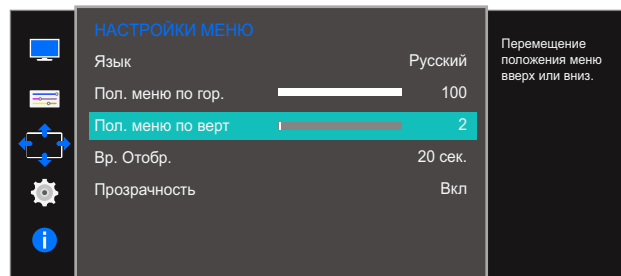 НАСТРОЙКИ МЕНЮ
Язык Русский
Пол. меню по гор. 100
Пол. меню по верт 2
Вр. Отобр. 20 сек.
Прозрачность Вкл
Перемещение
положения меню
вверх или вниз.